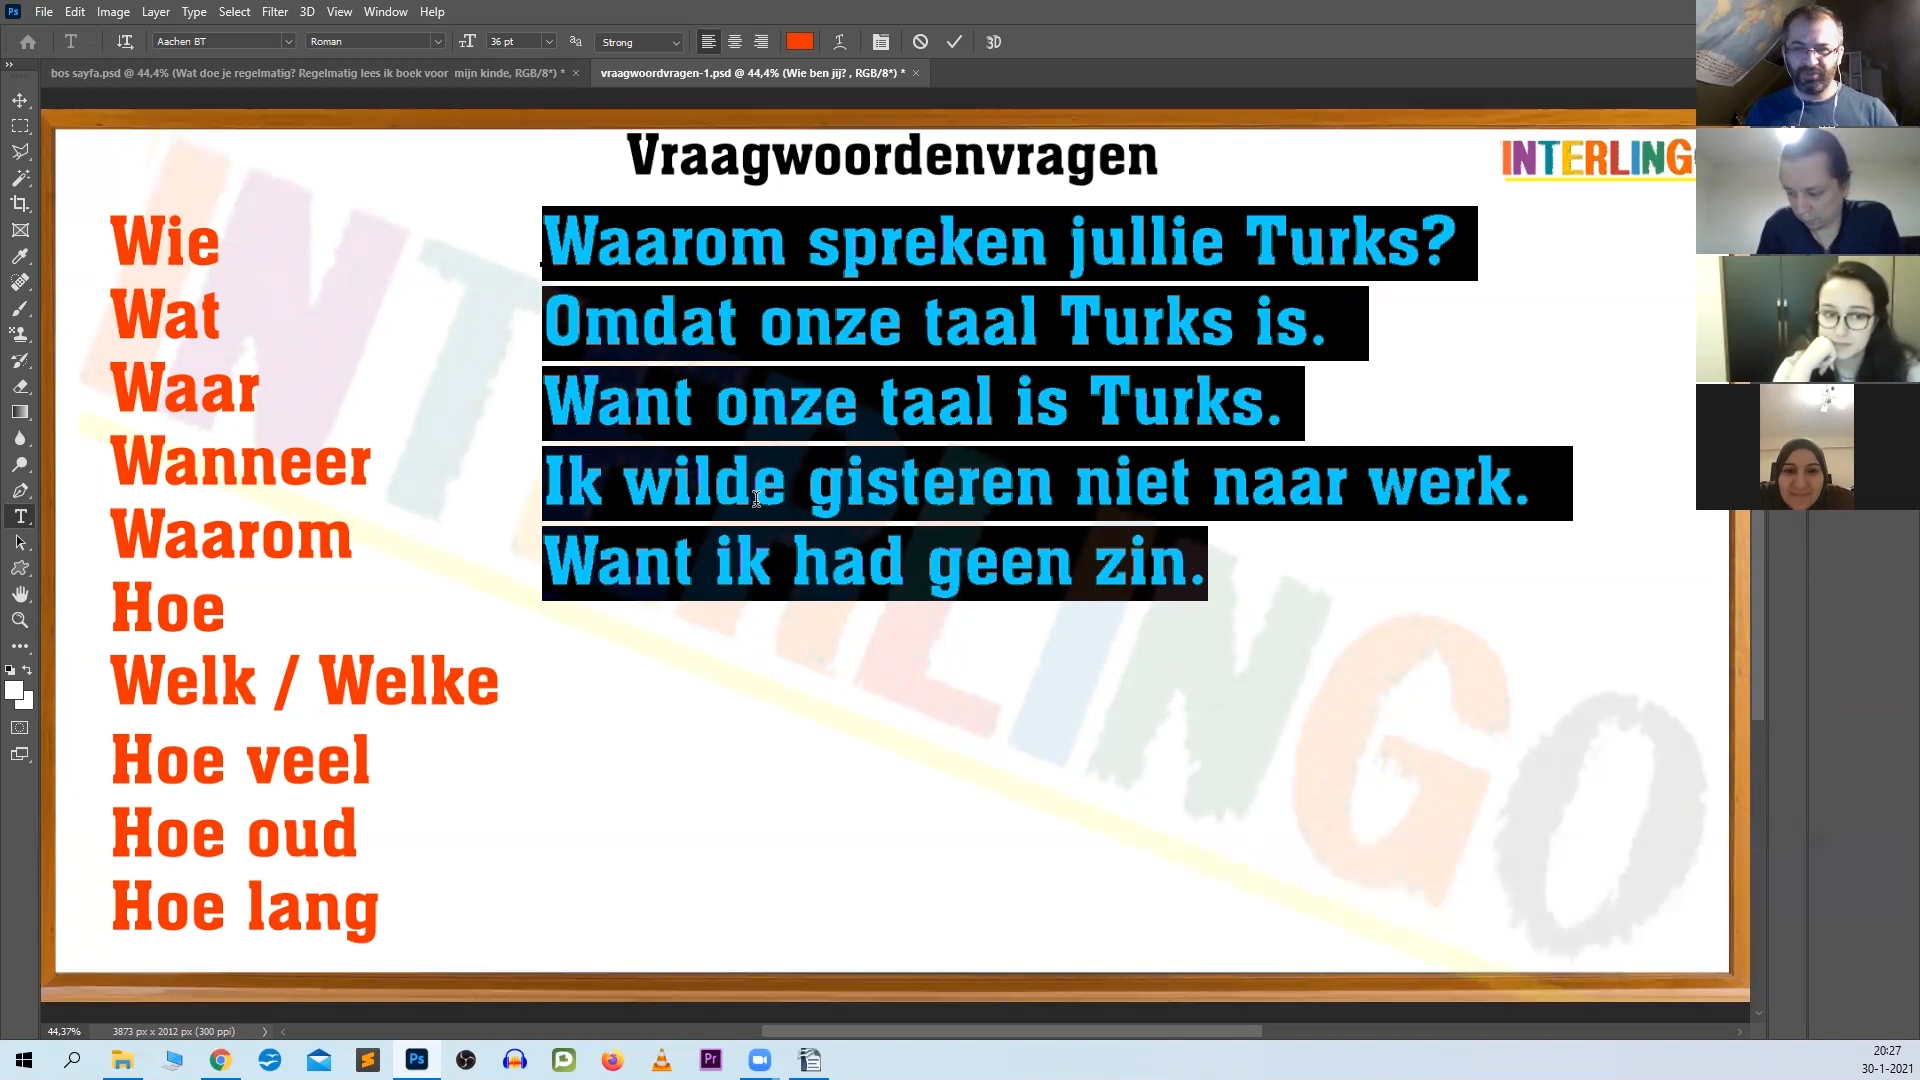 File Edit Image Layer Type Select Filter 3D View Window Help
Aachen BT Roman 36 pt Strong 3D
bos sayfa.psd @ 44,4% (Wat doe je regelmatig? Regelmatig lees ik boek voor mijn kinde, RGB/8*) * vraagwoordvragen-1.psd @ 44,4% (Wie ben jij? , RGB/8*) *
Vraagwoordenvragen
INTERLINGO
Wie
Wat
Waar
Wanneer
Waarom
Hoe
Welk / Welke
Hoe veel
Hoe oud
Hoe lang
Waarom spreken jullie Turks?
Omdat onze taal Turks is.
Want onze taal is Turks.
Ik wilde gisteren niet naar werk.
Want ik had geen zin.
INTERLINGO
44,37% 3873 px x 2012 px (300 ppi)
20:27
30-1-2021